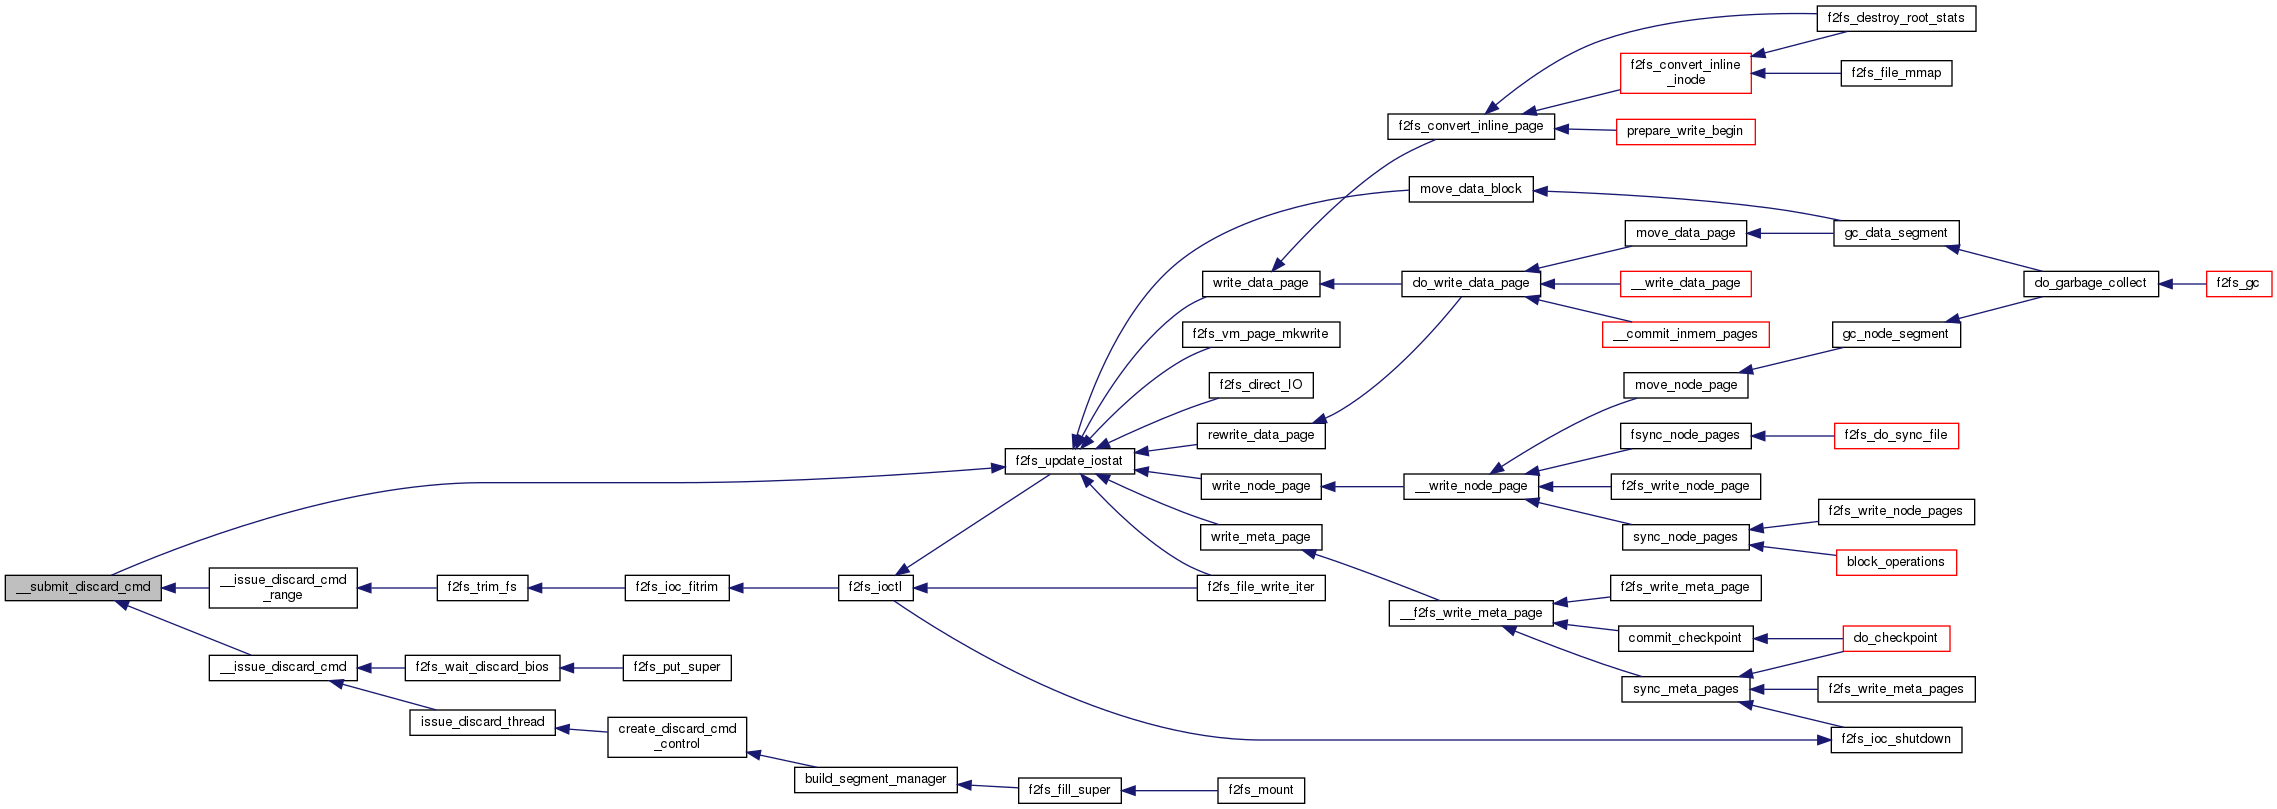 f2fs_destroy_root_stats
f2fs_convert_inline
_inode
f2fs_file_mmap
f2fs_convert_inline_page
prepare_write_begin
move_data_block
move_data_page
gc_data_segment
write_data_page
do_write_data_page
__write_data_page
do_garbage_collect
f2fs_gc
f2fs_vm_page_mkwrite
__commit_inmem_pages
gc_node_segment
f2fs_direct_IO
move_node_page
rewrite_data_page
fsync_node_pages
f2fs_do_sync_file
f2fs_update_iostat
write_node_page
__write_node_page
f2fs_write_node_page
f2fs_write_node_pages
write_meta_page
sync_node_pages
block_operations
__submit_discard_cmd
__issue_discard_cmd
_range
f2fs_trim_fs
f2fs_ioc_fitrim
f2fs_ioctl
f2fs_file_write_iter
f2fs_write_meta_page
__f2fs_write_meta_page
commit_checkpoint
do_checkpoint
__issue_discard_cmd
f2fs_wait_discard_bios
f2fs_put_super
sync_meta_pages
f2fs_write_meta_pages
issue_discard_thread
create_discard_cmd
_control
f2fs_ioc_shutdown
build_segment_manager
f2fs_fill_super
f2fs_mount